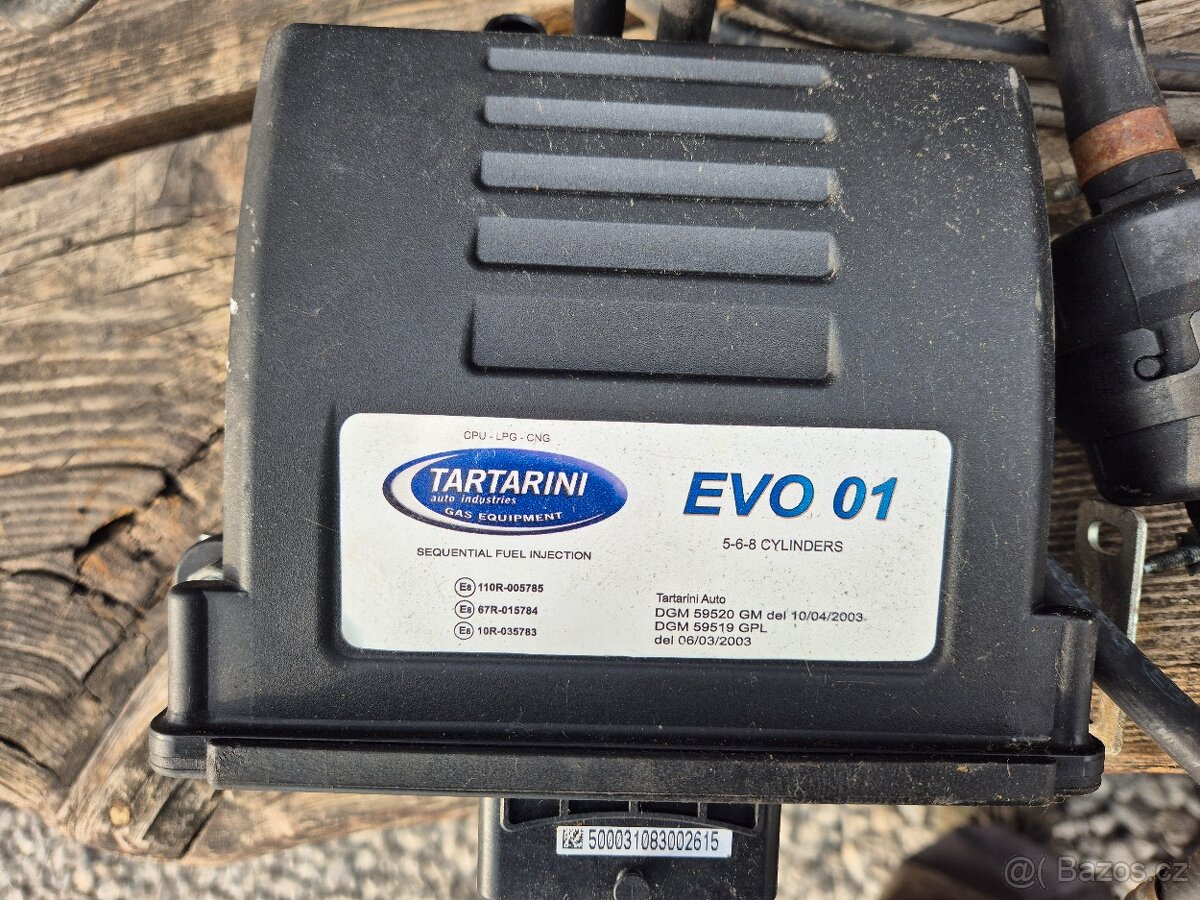 CPU - LPG - CNG
TARTARINI
auto industries
GAS EQUIPMENT
SEQUENTIAL FUEL INJECTION
E8 110R-005785
E8 67R-015784
E8 10R-035783
EVO 01
5-6-8 CYLINDERS
Tartarini Auto
DGM 59520 GM del 10/04/2003
DGM 59519 GPL
del 06/03/2003
500031083002615
Bazos.cz